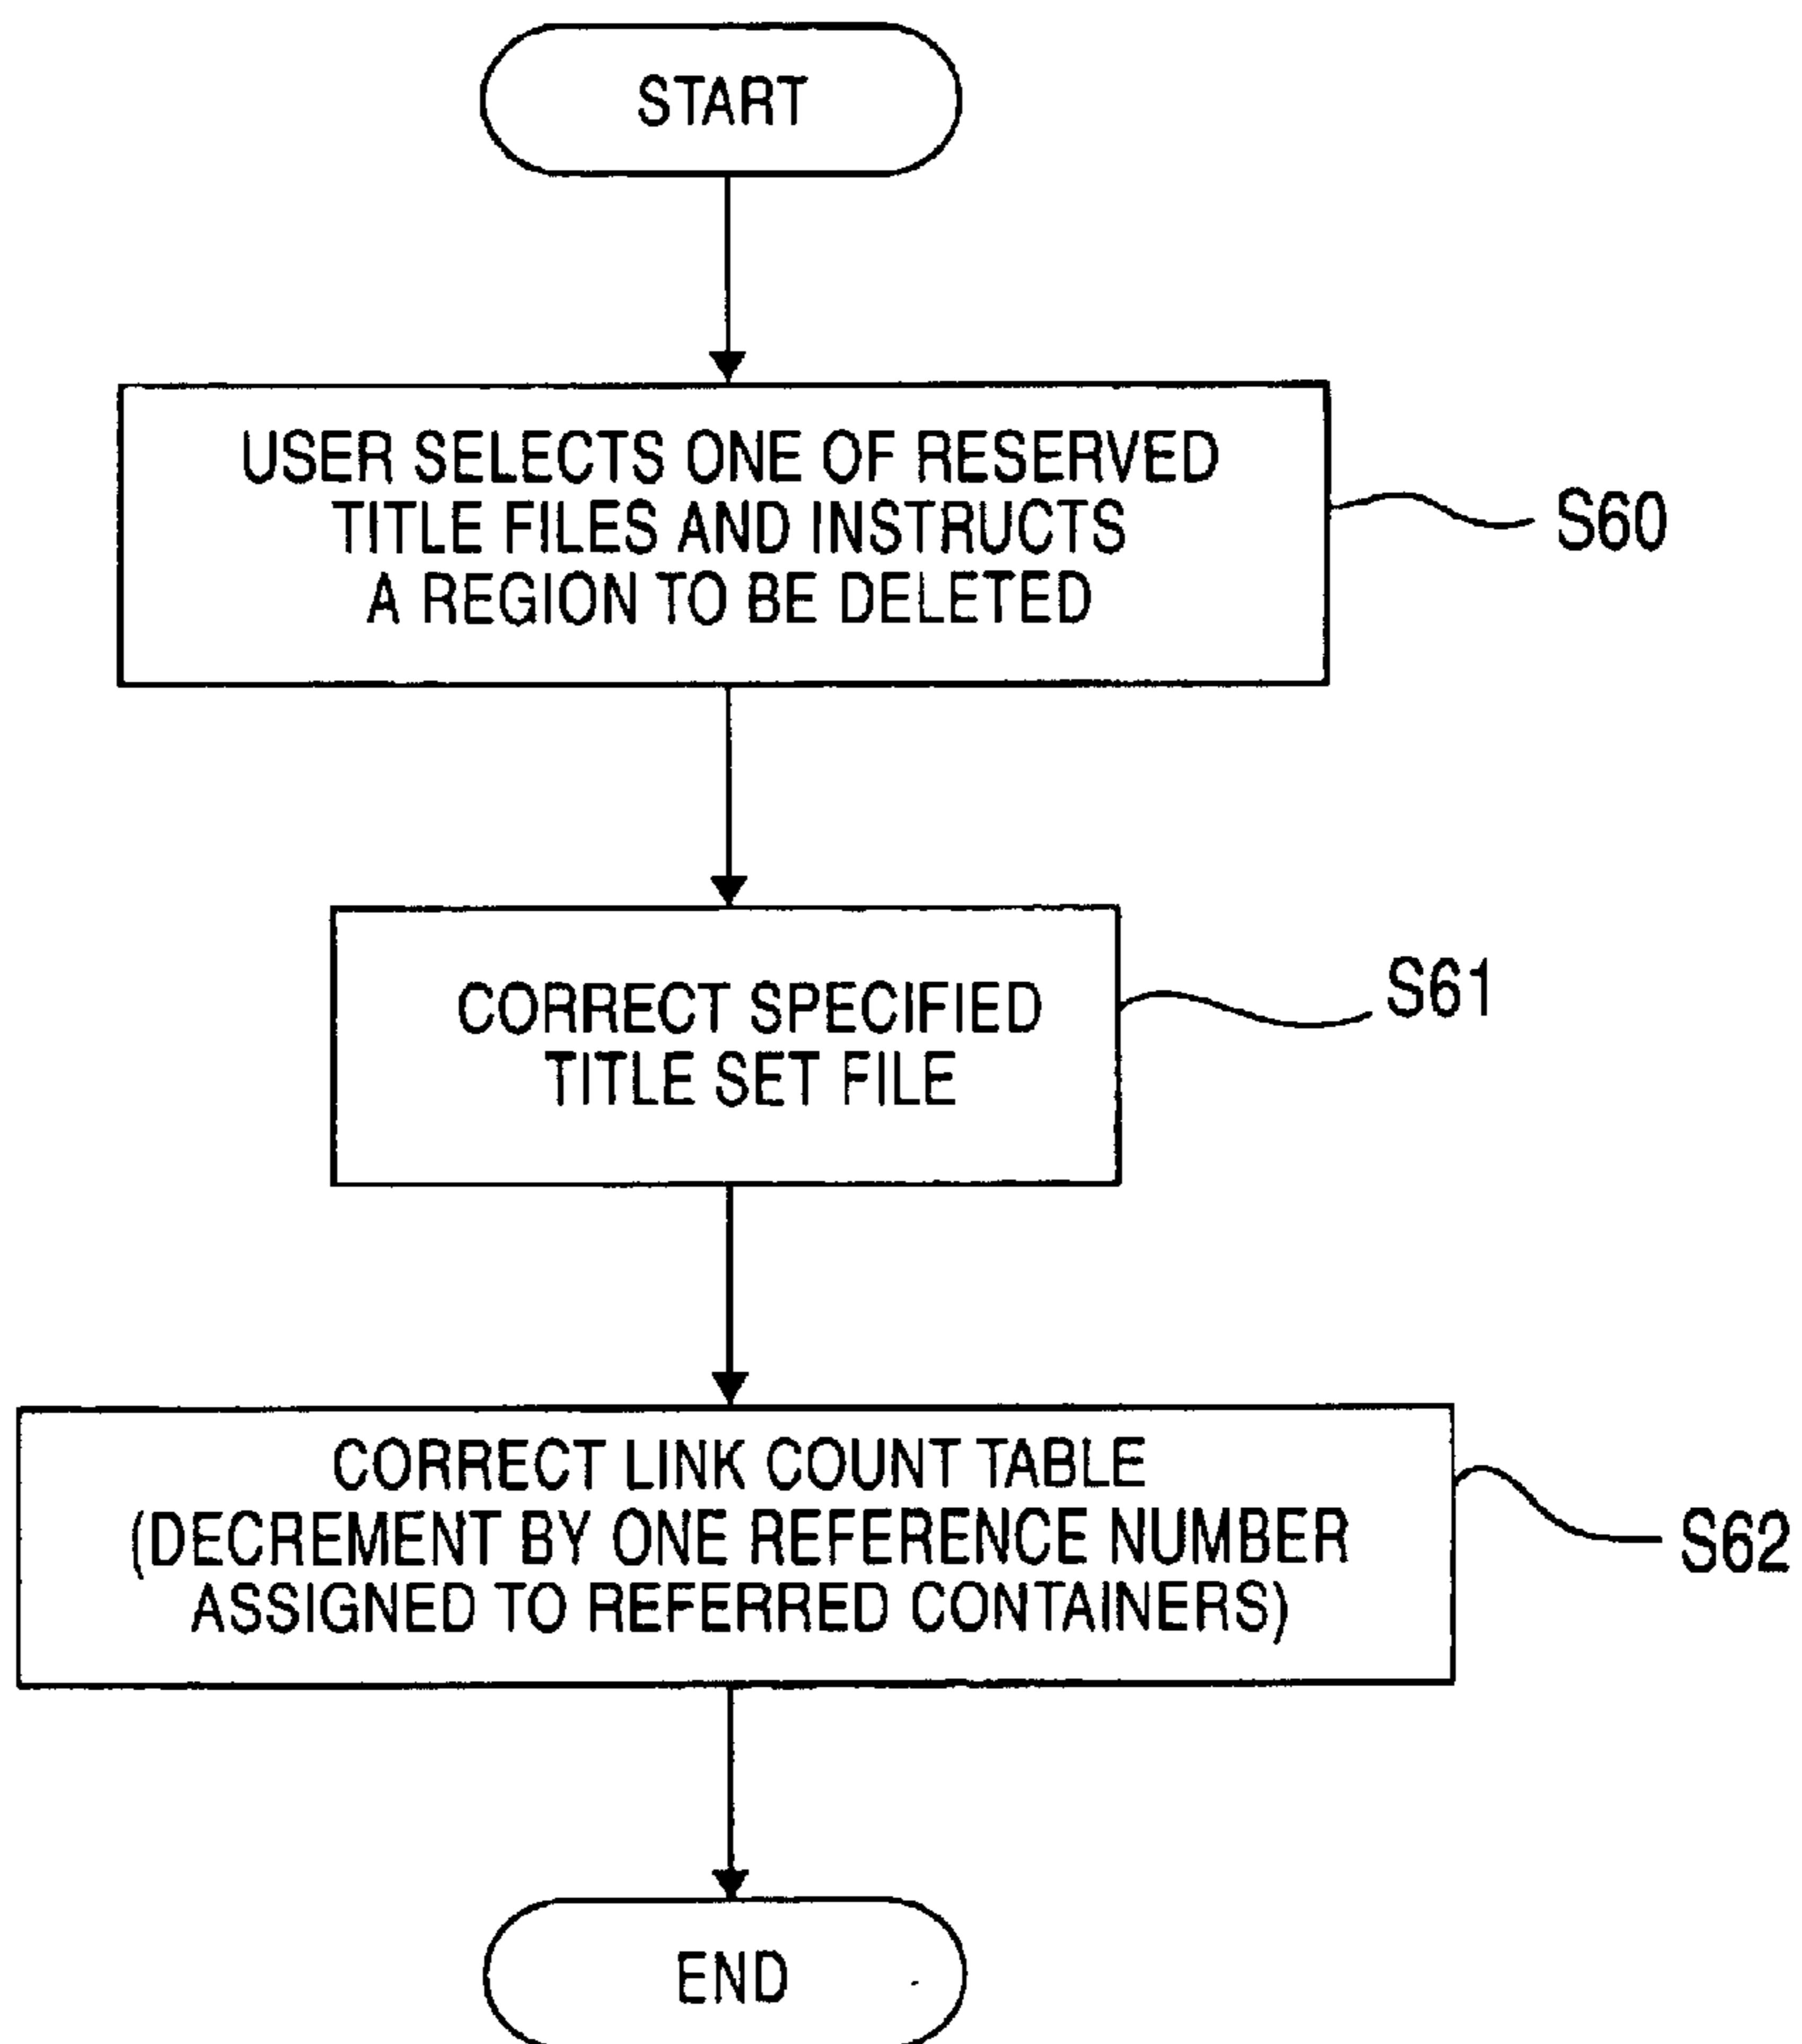 START
USER SELECTS ONE OF RESERVED
TITLE FILES AND INSTRUCTS
A REGION TO BE DELETED
S60
CORRECT SPECIFIED
TITLE SET FILE
S61
CORRECT LINK COUNT TABLE
(DECREMENT BY ONE REFERENCE NUMBER
ASSIGNED TO REFERRED CONTAINERS)
S62
END